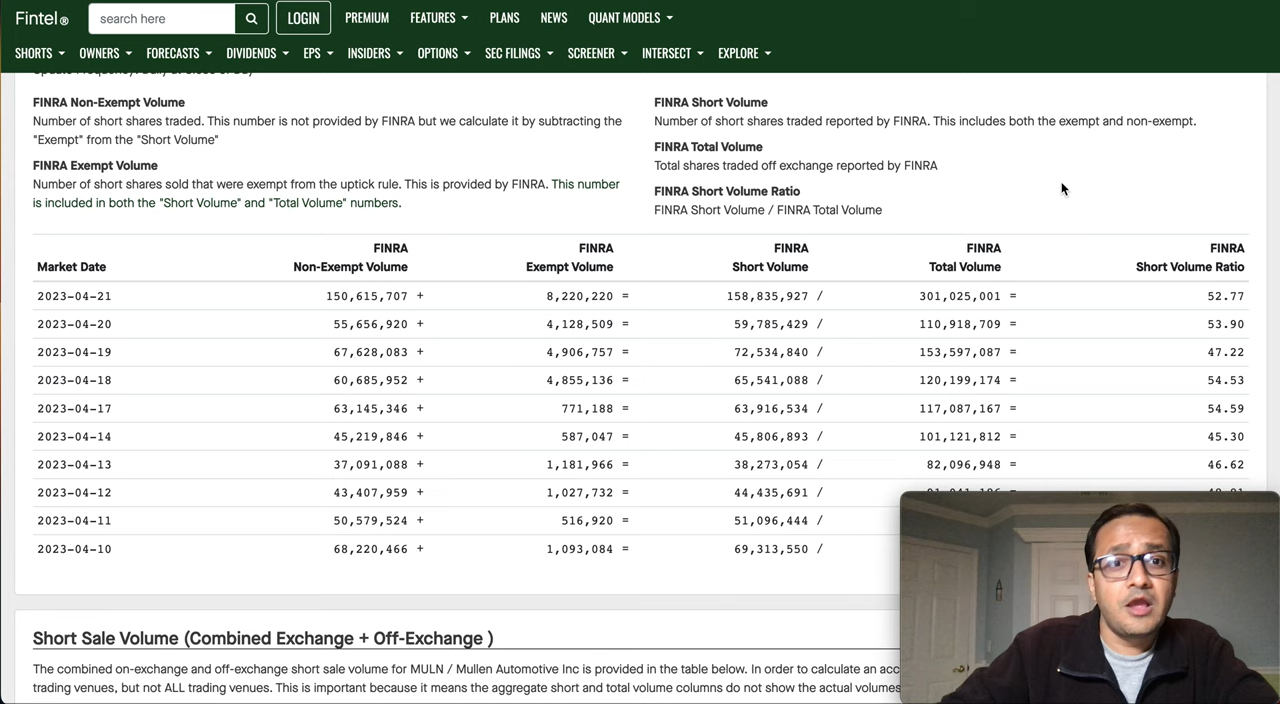 Fintel®
search here
LOGIN
PREMIUM
FEATURES
PLANS
NEWS
QUANT MODELS
SHORTS
OWNERS
FORECASTS
DIVIDENDS
EPS
INSIDERS
OPTIONS
SEC FILINGS
SCREENER
INTERSECT
EXPLORE
FINRA Non-Exempt Volume
Number of short shares traded. This number is not provided by FINRA but we calculate it by subtracting the
"Exempt" from the "Short Volume"
FINRA Exempt Volume
Number of short shares sold that were exempt from the uptick rule. This is provided by FINRA. This number
is included in both the "Short Volume" and "Total Volume" numbers.
FINRA Short Volume
Number of short shares traded reported by FINRA. This includes both the exempt and non-exempt.
FINRA Total Volume
Total shares traded off exchange reported by FINRA
FINRA Short Volume Ratio
FINRA Short Volume / FINRA Total Volume
FINRA FINRA FINRA FINRA FINRA
Market Date Non-Exempt Volume Exempt Volume Short Volume Total Volume Short Volume Ratio
2023-04-21 150,615,707 + 8,220,220 = 158,835,927 / 301,025,001 = 52.77
2023-04-20 55,656,920 + 4,128,509 = 59,785,429 / 110,918,709 = 53.90
2023-04-19 67,628,083 + 4,906,757 = 72,534,840 / 153,597,087 = 47.22
2023-04-18 60,685,952 + 4,855,136 = 65,541,088 / 120,199,174 = 54.53
2023-04-17 63,145,346 + 771,188 = 63,916,534 / 117,087,167 = 54.59
2023-04-14 45,219,846 + 587,047 = 45,806,893 / 101,121,812 = 45.30
2023-04-13 37,091,088 + 1,181,966 = 38,273,054 / 82,096,948 = 46.62
2023-04-12 43,407,959 + 1,027,732 = 44,435,691 /
2023-04-11 50,579,524 + 516,920 = 51,096,444 /
2023-04-10 68,220,466 + 1,093,084 = 69,313,550 /
Short Sale Volume (Combined Exchange + Off-Exchange )
The combined on-exchange and off-exchange short sale volume for MULN / Mullen Automotive Inc is provided in the table below. In order to calculate an
trading venues, but not ALL trading venues. This is important because it means the aggregate short and total volume columns do not show the actual volumes